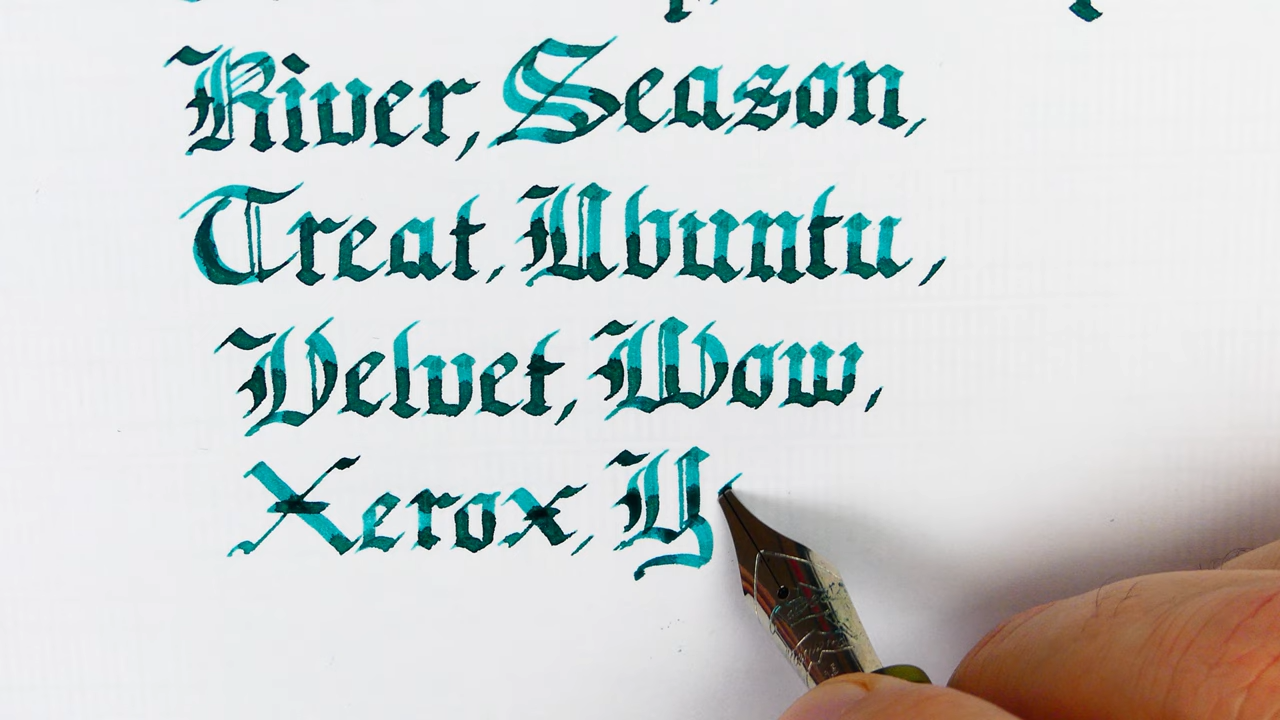 River, Season,
Treat, Ubuntu,
Velvet, Wow,
Xerox, Y